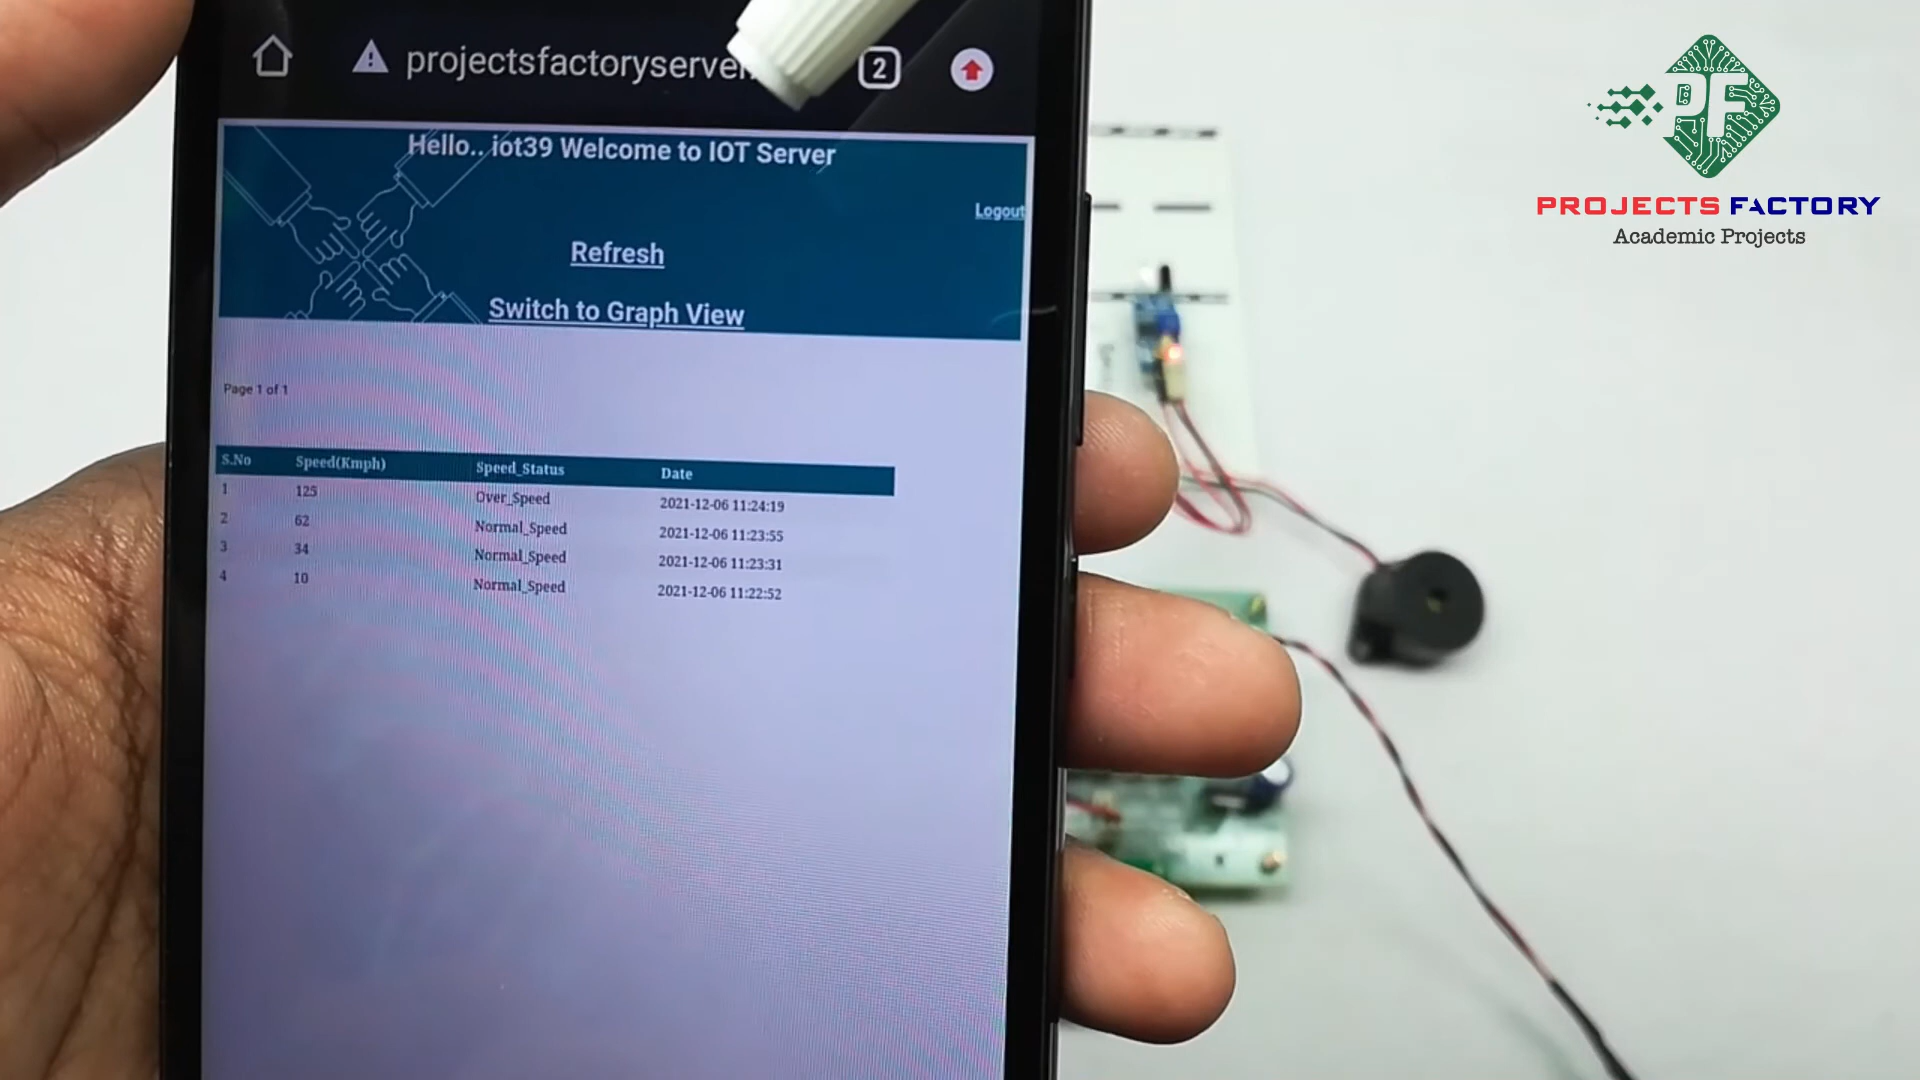 projectsfactoryserver
2
Hello.. iot39 Welcome to IOT Server
Logout
Refresh
Switch to Graph View
Page 1 of 1
S.No Speed(Kmph) Speed_Status Date
1 125 Over_Speed 2021-12-06 11:24:19
2 62 Normal_Speed 2021-12-06 11:23:55
3 34 Normal_Speed 2021-12-06 11:23:31
4 10 Normal_Speed 2021-12-06 11:22:52
PF
PROJECTS FACTORY
Academic Projects